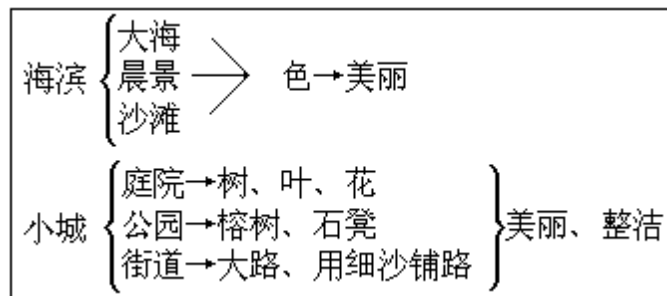 大海
海滨 晨景 色→美丽
沙滩
庭院→树、叶、花
小城 公园→榕树、石凳 美丽、整洁
街道→大路、用细沙铺路